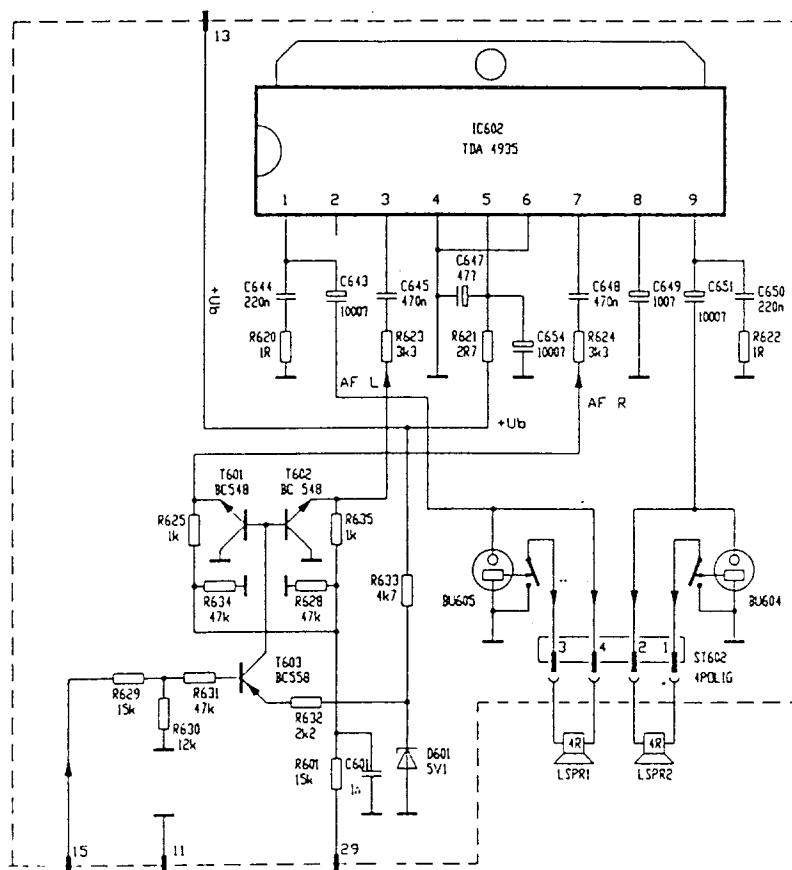 13
IC602
TDA 4935
1 2 3 4 5 6 7 8 9
+Ub
C644
220n
C643
1000?
C645
470n
C647
47?
C648
470n
C649
100?
C651
1000?
C650
220n
R620
1R
R623
3k3
R621
2R7
C654
1000?
R624
3k3
R622
1R
AF L
AF R
+Ub
T601
BC548
T602
BC 548
R625
1k
R635
1k
R634
47k
R628
47k
R633
4k7
BU605
BU604
3 4 2 1
ST602
4POLIG
T603
BC558
R629
15k
R631
47k
R630
12k
R632
2k2
R601
15k
C601
1n
D601
5V1
4R
LSPR1
4R
LSPR2
15
11
29